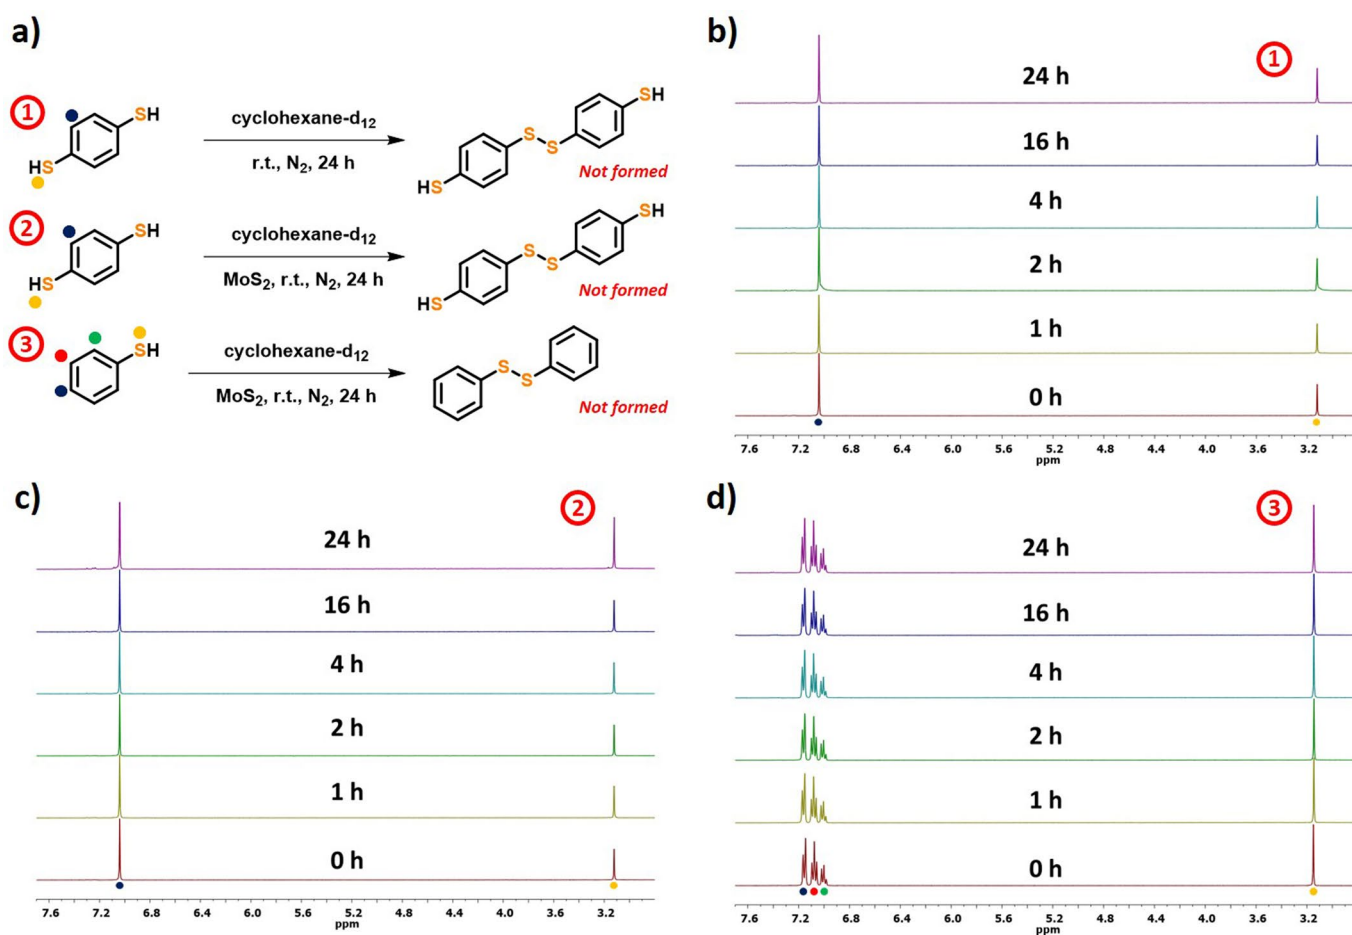 a)
1
SH
HS
cyclohexane-d12
r.t., N2, 24 h
S
S
SH
HS
Not formed
2
SH
HS
cyclohexane-d12
MoS2, r.t., N2, 24 h
S
S
SH
HS
Not formed
3
SH
cyclohexane-d12
MoS2, r.t., N2, 24 h
S
S
Not formed
b)
1
24 h
16 h
4 h
2 h
1 h
0 h
7.6 7.2 6.8 6.4 6.0 5.6 5.2 4.8 4.4 4.0 3.6 3.2
ppm
c)
2
24 h
16 h
4 h
2 h
1 h
0 h
7.6 7.2 6.8 6.4 6.0 5.6 5.2 4.8 4.4 4.0 3.6 3.2
ppm
d)
3
24 h
16 h
4 h
2 h
1 h
0 h
7.6 7.2 6.8 6.4 6.0 5.6 5.2 4.8 4.4 4.0 3.6 3.2
ppm